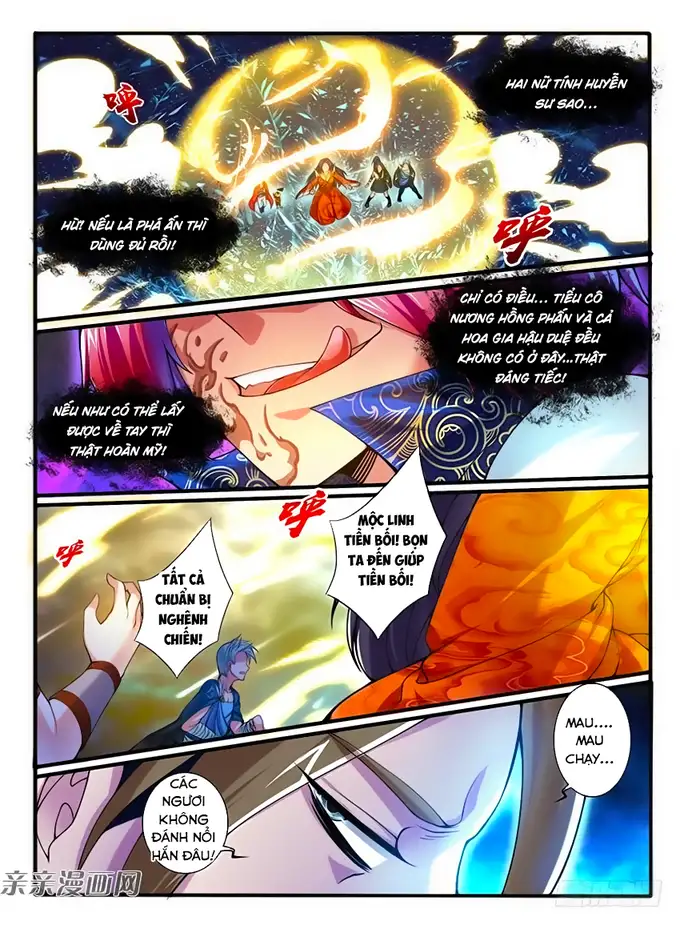 HAI NỮ TÍNH HUYỄN
SƯ SAO...
呼
HỪ! NẾU LÀ PHÁ ẤN THÌ
DÙNG ĐỦ RỒI!
呼
CHỈ CÓ ĐIỀU... TIỂU CÔ
NƯƠNG HỒNG PHẤN VÀ CẢ
HOA GIA HẬU DUỆ ĐỀU
KHÔNG CÓ Ở ĐÂY...THẬT
ĐÁNG TIẾC!
NẾU NHƯ CÓ THỂ LẤY
ĐƯỢC VỀ TAY THÌ
THẬT HOÀN MỸ!
呼
MỘC LINH
TIỀN BỐI! BỌN
TA ĐẾN GIÚP
TIỀN BỐI!
呼
TẤT CẢ
CHUẨN BỊ
NGHÊNH
CHIẾN!
MAU....
MAU
CHẠY...
CÁC
NGƯƠI
KHÔNG
ĐÁNH NỔI
HẮN ĐÂU!
亲亲漫画网